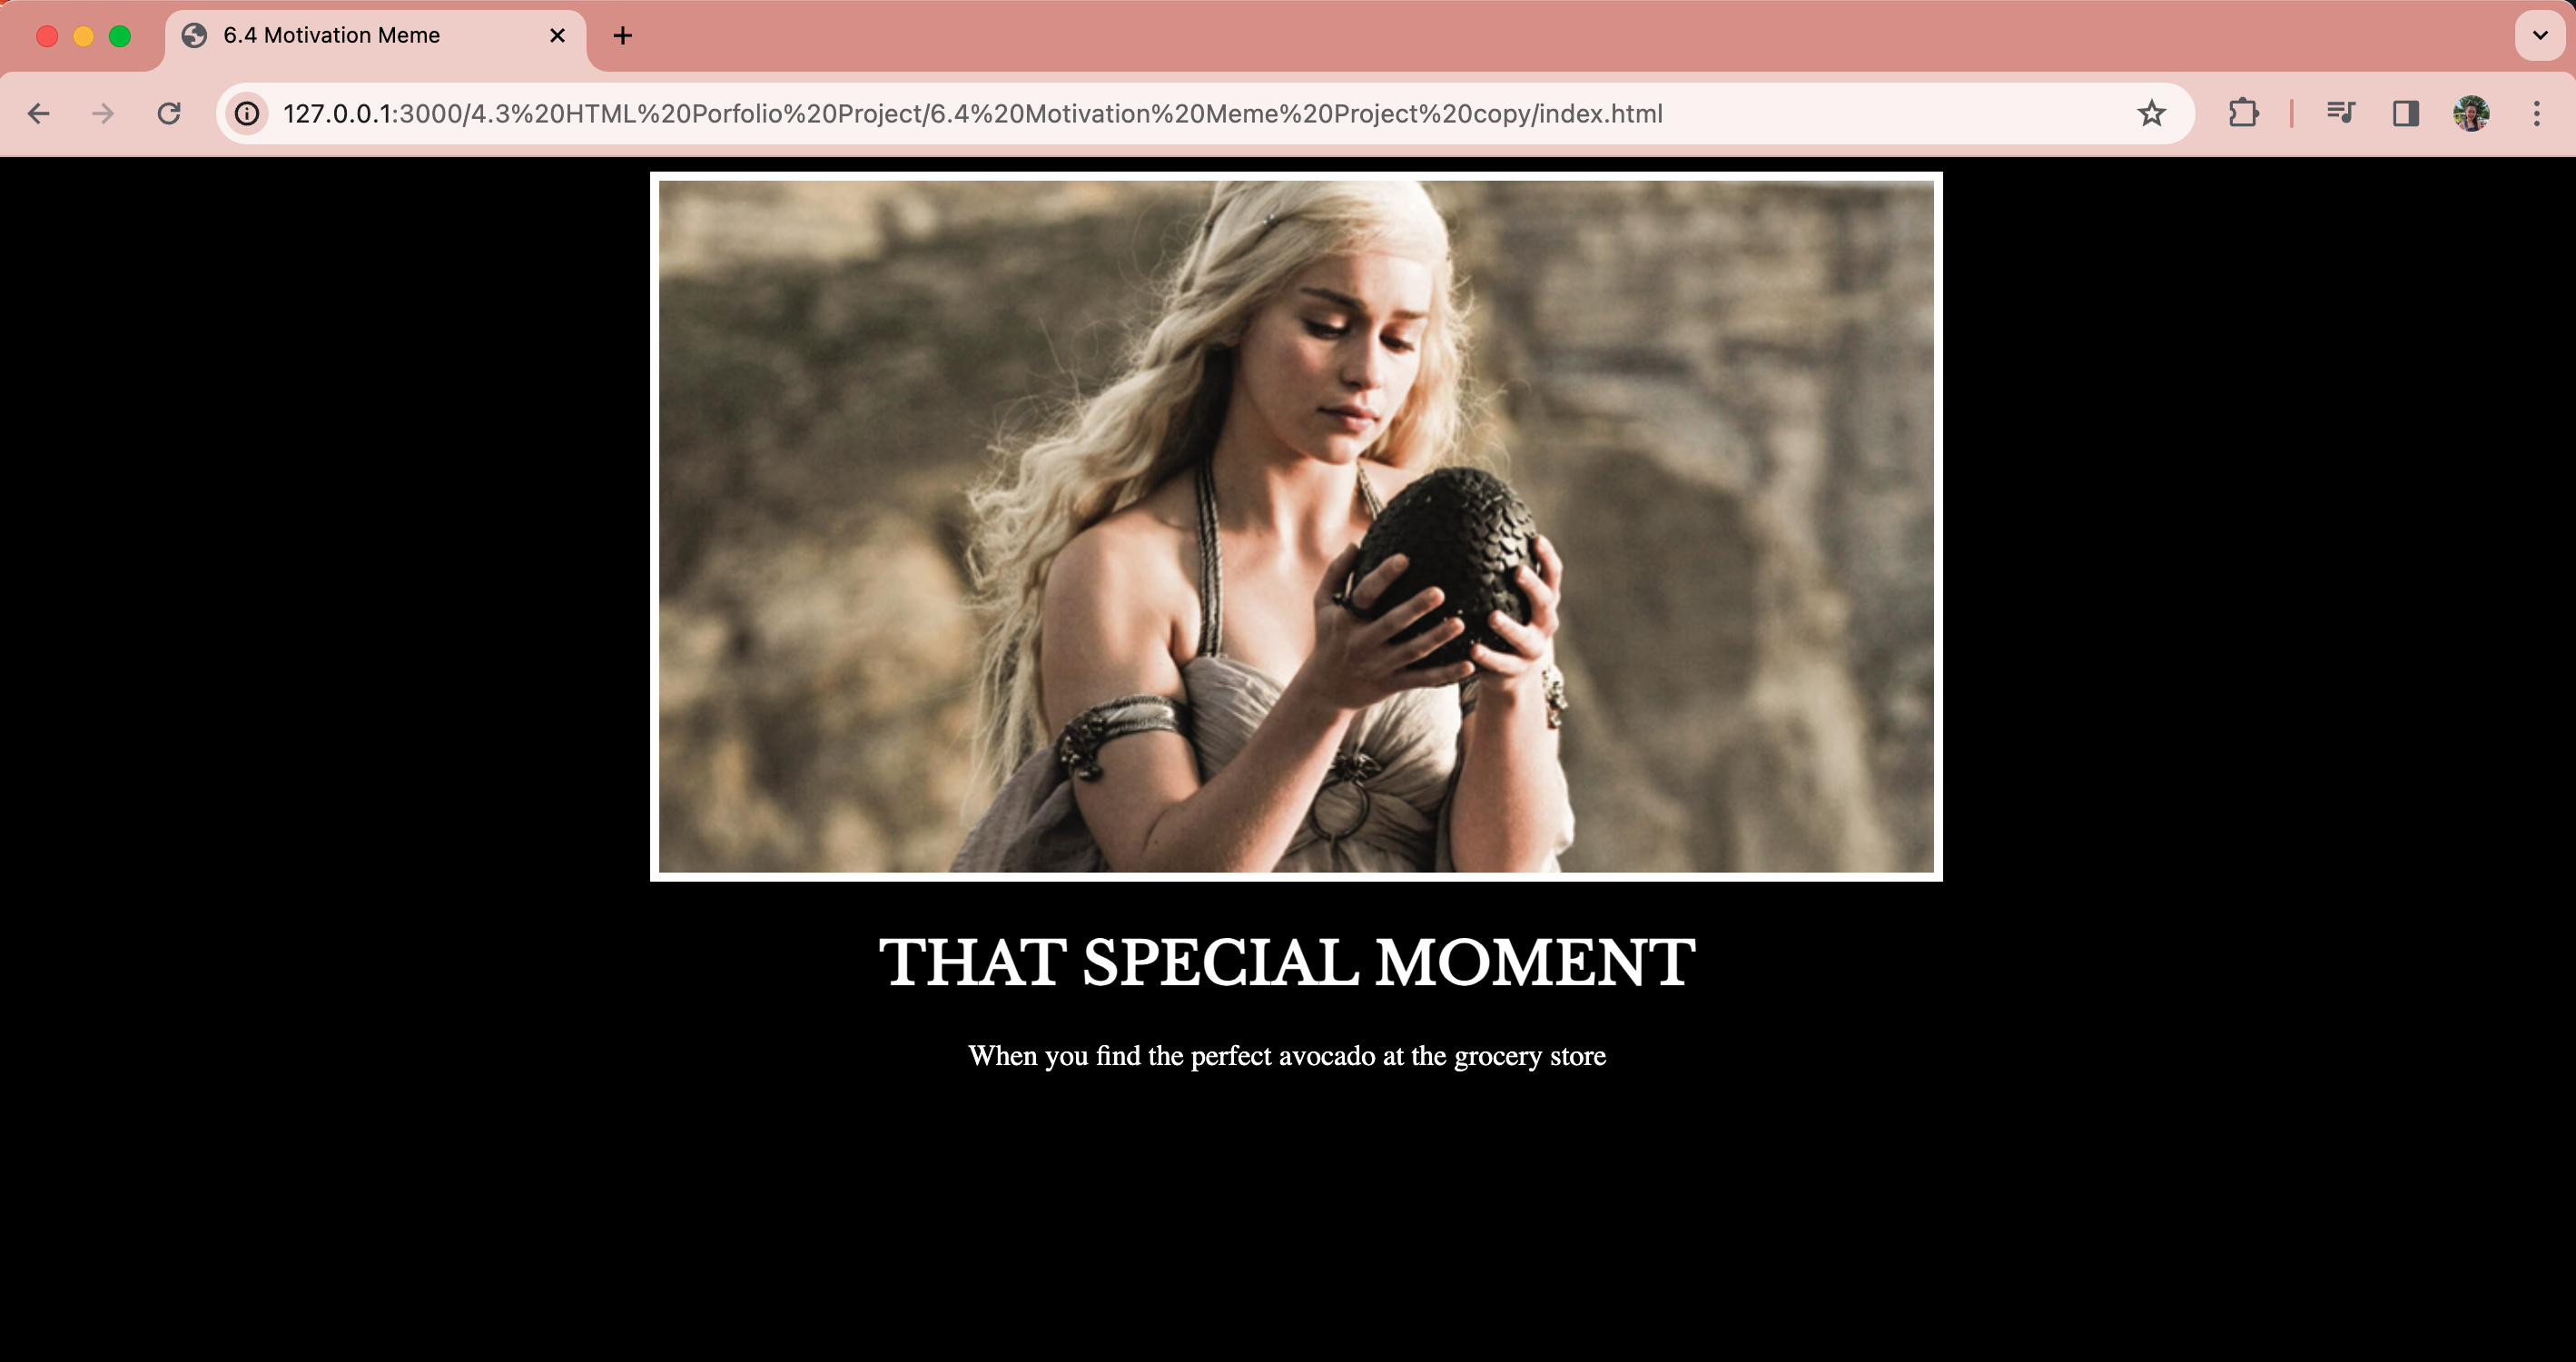 6.4 Motivation Meme
127.0.0.1:3000/4.3%20HTML%20Porfolio%20Project/6.4%20Motivation%20Meme%20Project%20copy/index.html
THAT SPECIAL MOMENT
When you find the perfect avocado at the grocery store